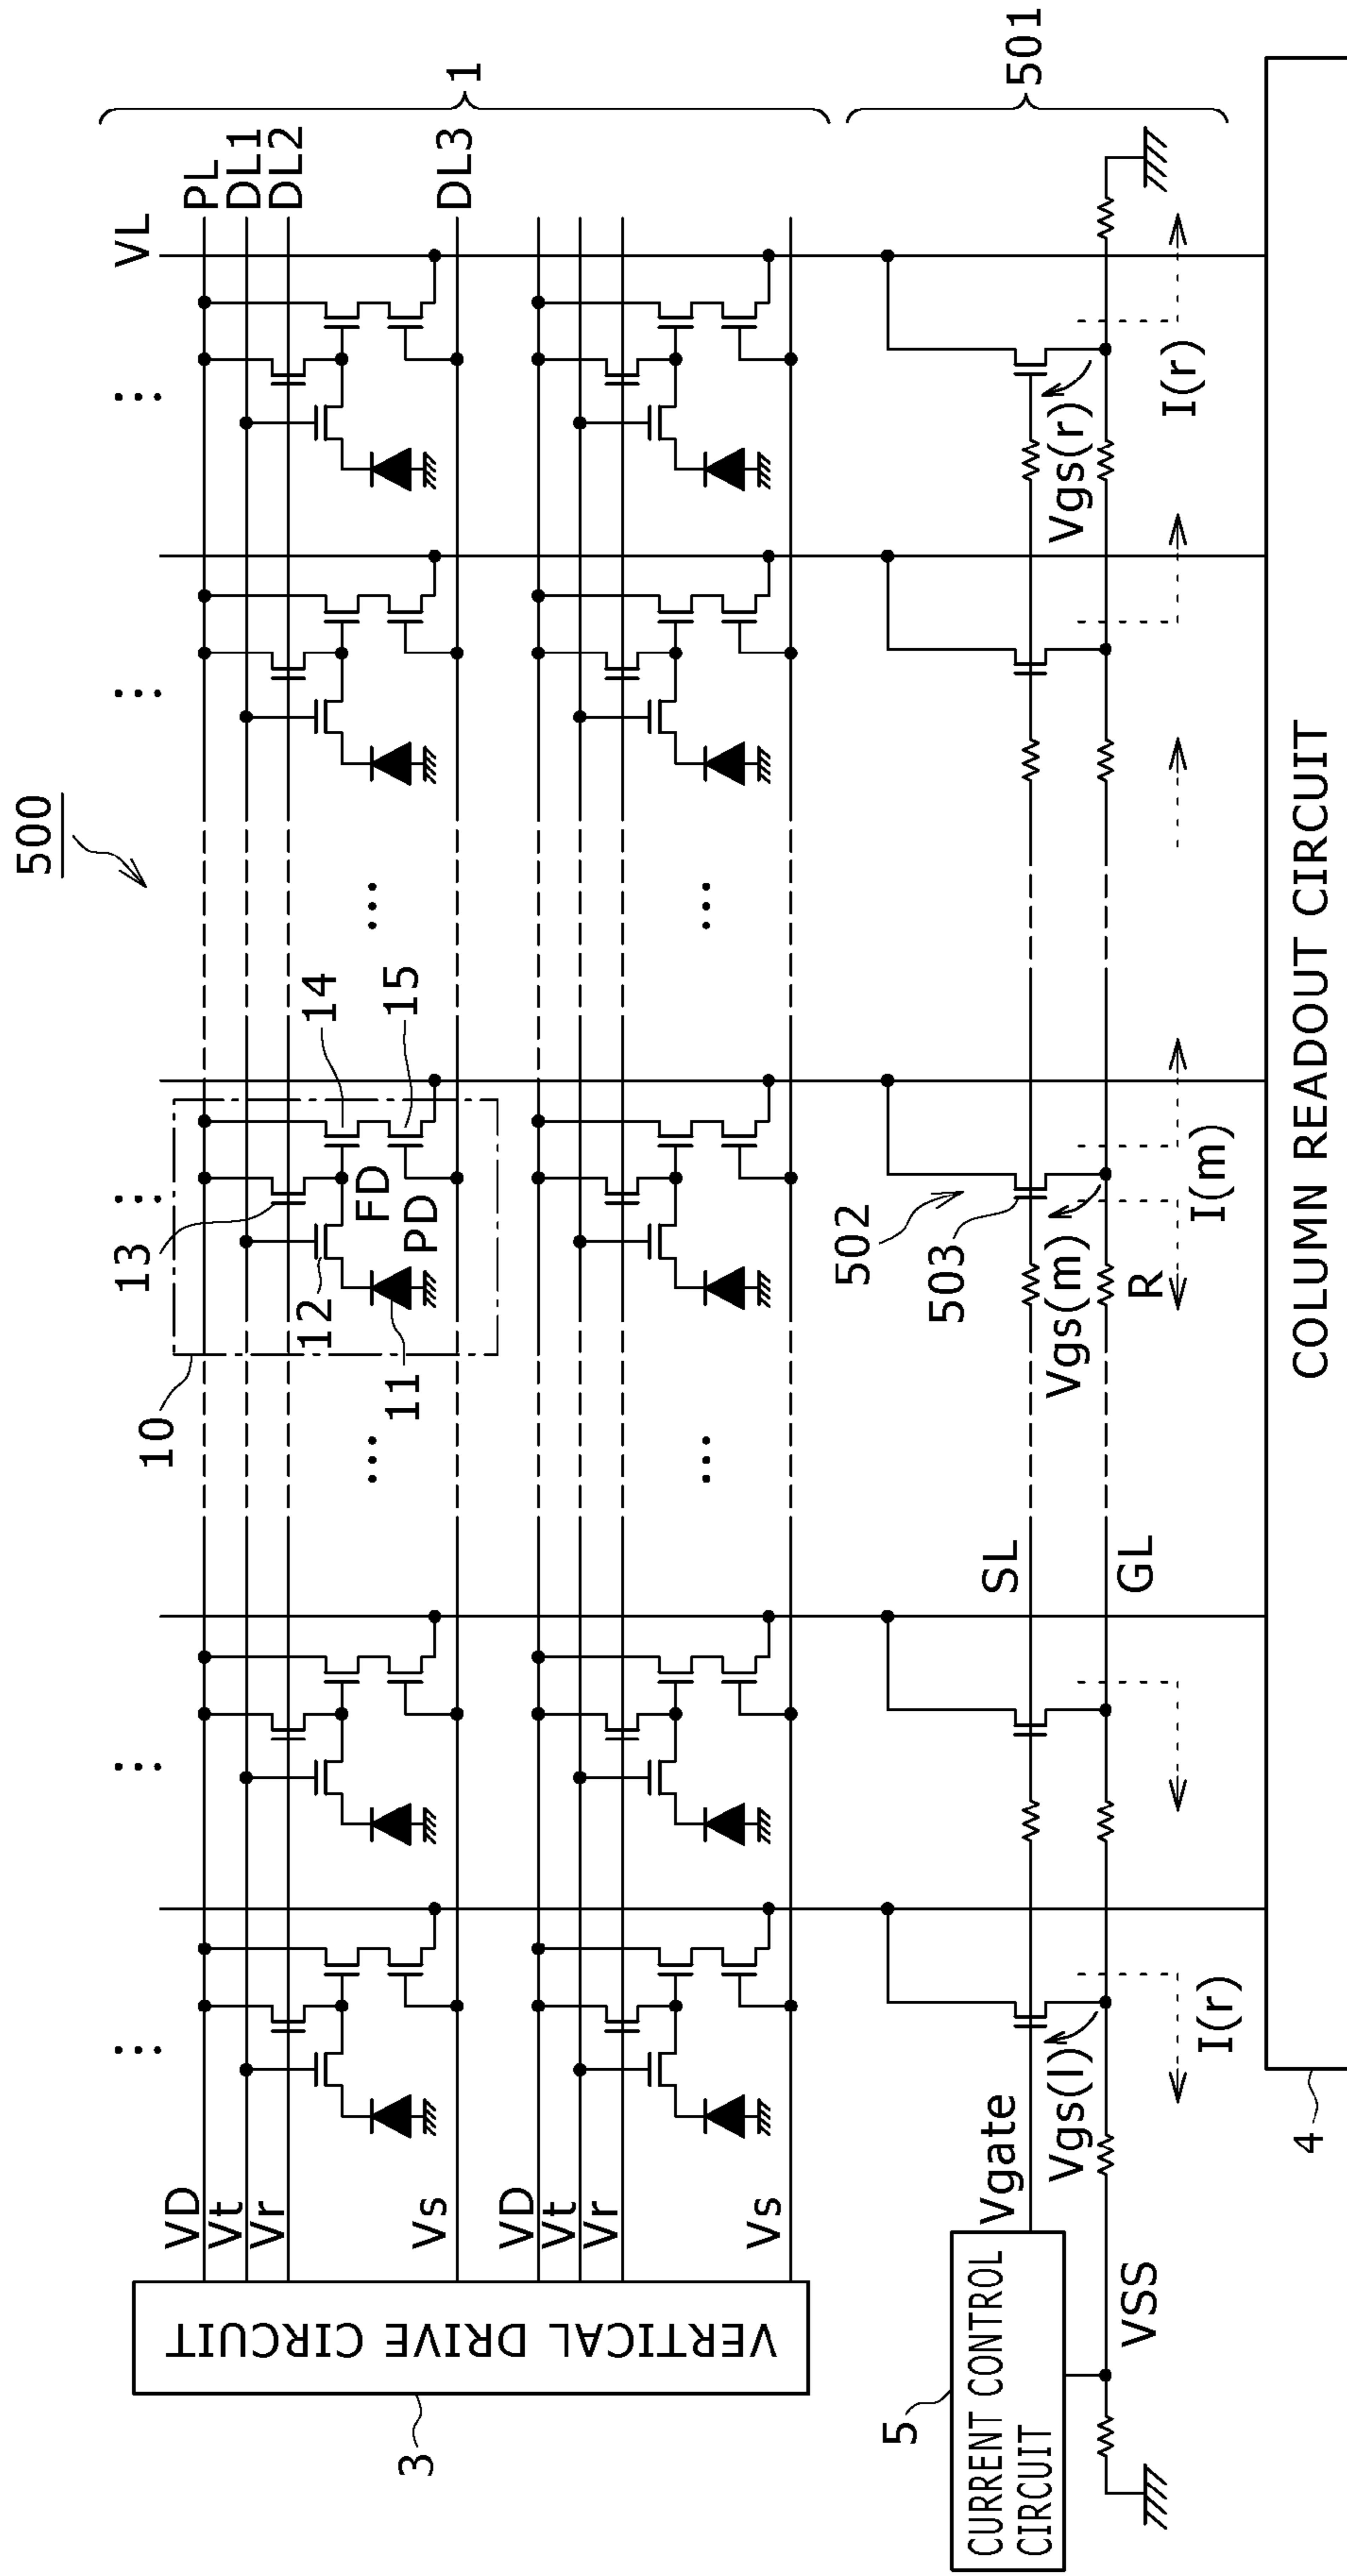 500
VL
PL
DL1
DL2
DL3
1
...
...
...
...
...
10
13
12
11
14
15
FD
PD
...
...
...
...
VD
Vt
Vr
Vs
VD
Vt
Vr
Vs
VERTICAL DRIVE CIRCUIT
3
501
502
503
SL
GL
R
Vgate
Vgs(l)
Vgs(m)
Vgs(r)
I(r)
I(m)
I(r)
5
CURRENT CONTROL
CIRCUIT
VSS
COLUMN READOUT CIRCUIT
4